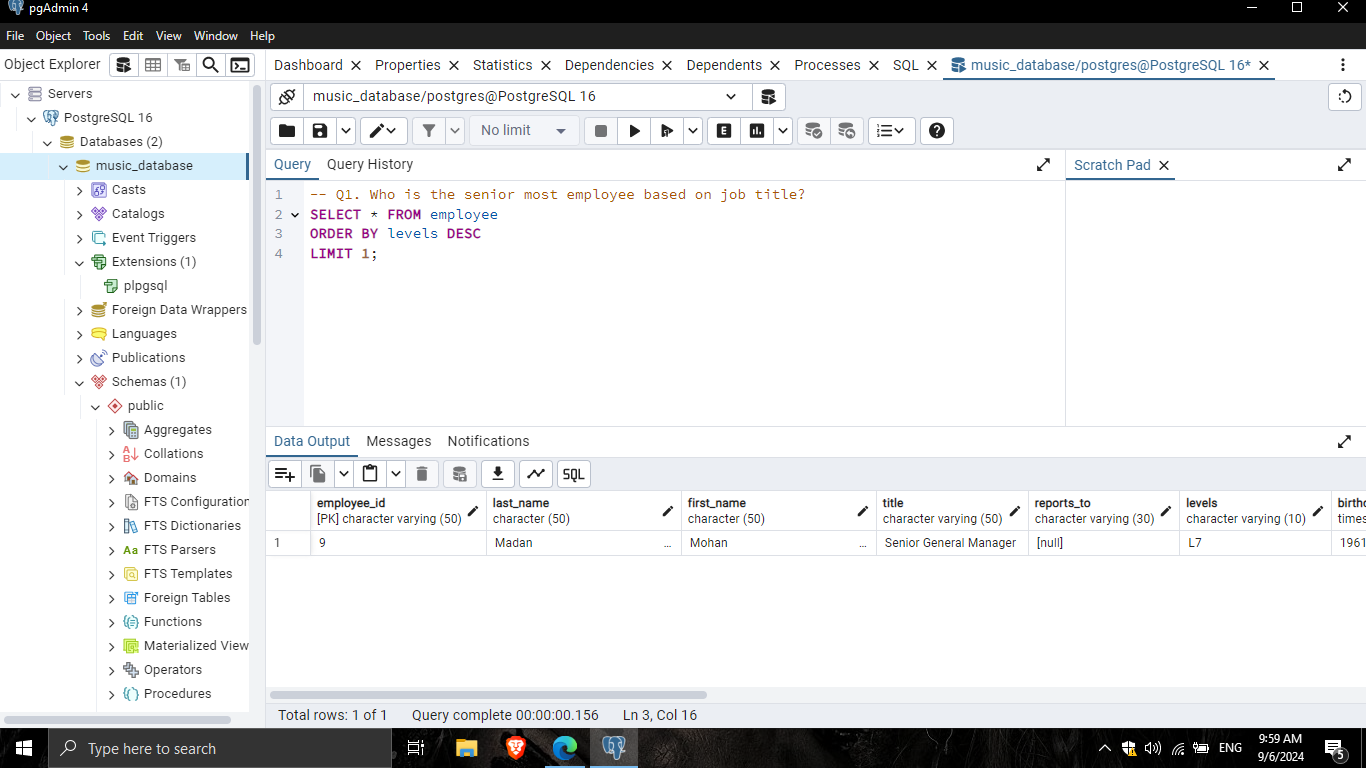 pgAdmin 4
File Object Tools Edit View Window Help
Object Explorer
Dashboard Properties Statistics Dependencies Dependents Processes SQL music_database/postgres@PostgreSQL 16*
Servers
PostgreSQL 16
Databases (2)
music_database
Casts
Catalogs
Event Triggers
Extensions (1)
plpgsql
Foreign Data Wrappers
Languages
Publications
Schemas (1)
public
Aggregates
Collations
Domains
FTS Configuration
FTS Dictionaries
Aa FTS Parsers
FTS Templates
Foreign Tables
Functions
Materialized View
Operators
Procedures
music_database/postgres@PostgreSQL 16
No limit E
Query Query History
Scratch Pad
1 -- Q1. Who is the senior most employee based on job title?
2 SELECT * FROM employee
3 ORDER BY levels DESC
4 LIMIT 1;
Data Output Messages Notifications
SQL
employee_id last_name first_name title reports_to levels birthd
[PK] character varying (50) character (50) character (50) character varying (50) character varying (30) character varying (10) times
1 9 Madan ... Mohan ... Senior General Manager [null] L7 1961
Total rows: 1 of 1 Query complete 00:00:00.156 Ln 3, Col 16
Type here to search
ENG
9:59 AM
9/6/2024
5